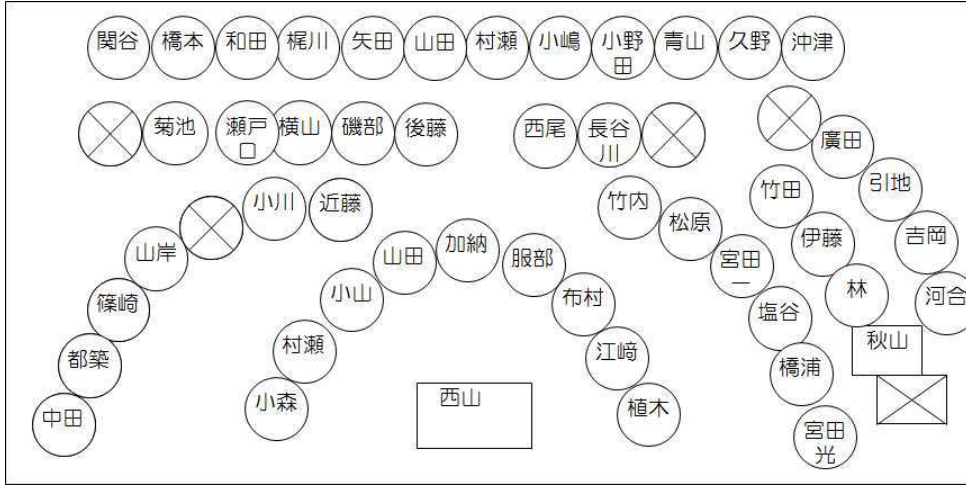 関谷
橋本
和田
梶川
矢田
山田
村瀬
小嶋
小野
田
青山
久野
沖津
菊池
瀬戸
口
横山
磯部
後藤
西尾
長谷
川
廣田
引地
吉岡
河合
竹田
伊藤
林
秋山
竹内
松原
宮田
一
塩谷
橋浦
宮田
光
小川
近藤
山岸
篠崎
都築
中田
加納
山田
小山
村瀬
小森
服部
布村
江﨑
植木
西山